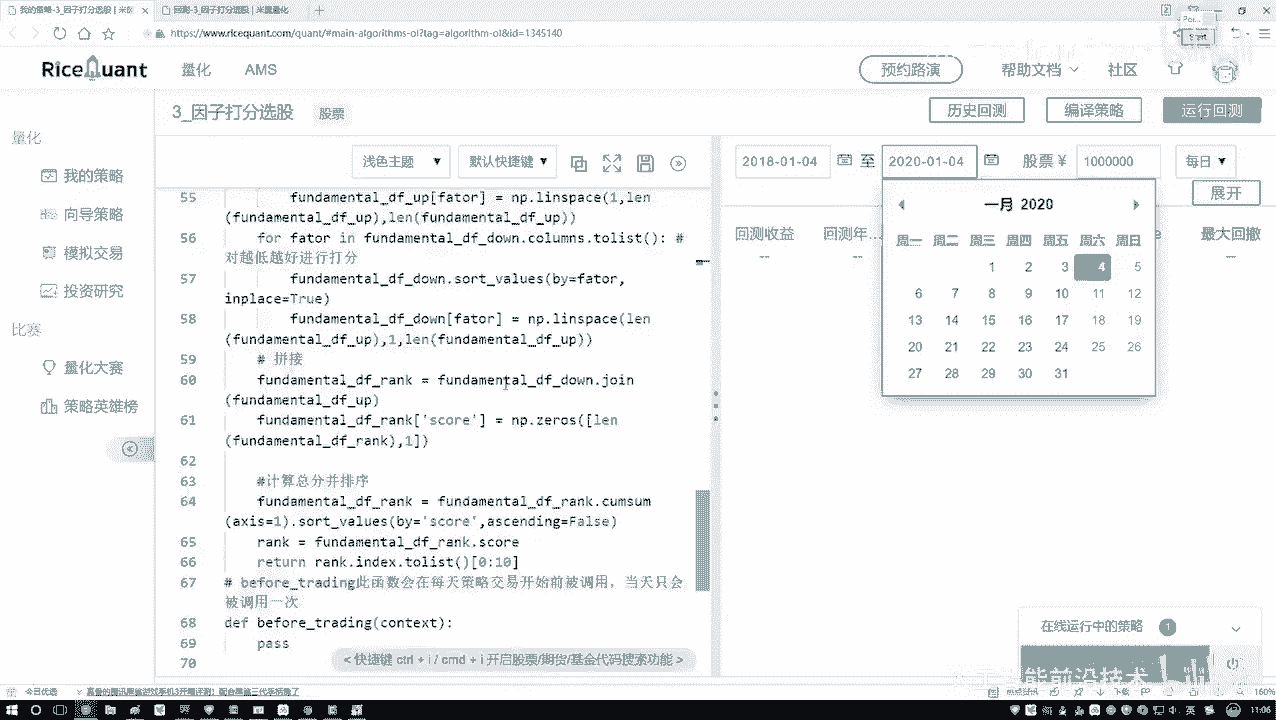 我的策略-3_因子打分选股 | 米
回测-3_因子打分选股 | 米筐量化
https://www.ricequant.com/quant/#main-algorithms-ol?tag=algorithm-ol&id=1345140
RiceQuant
量化
AMS
预约路演
帮助文档
社区
3_因子打分选股
股票
历史回测
编译策略
运行回测
量化
我的策略
向导策略
模拟交易
投资研究
比赛
量化大赛
策略英雄榜
浅色主题
默认快捷键
2018-01-04
至
2020-01-04
股票 ¥
1000000
每日
展开
回测收益
回测年...
最大回撤
--
--
--
一月 2020
周一 周二 周三 周四 周五 周六 周日
1 2 3 4 5
6 7 8 9 10 11 12
13 14 15 16 17 18 19
20 21 22 23 24 25 26
27 28 29 30 31
55 fundamental_df_up[fator] = np.linspace(1,len
(fundamental_df_up),len(fundamental_df_up))
56 for fator in fundamental_df_down.columns.tolist(): #
对越低越好进行打分
57 fundamental_df_down.sort_values(by=fator,
inplace=True)
58 fundamental_df_down[fator] = np.linspace(len
(fundamental_df_up),1,len(fundamental_df_up))
59 # 拼接
60 fundamental_df_rank = fundamental_df_down.join
(fundamental_df_up)
61 fundamental_df_rank['score'] = np.zeros([len
(fundamental_df_rank),1])
62
63 #计算总分并排序
64 fundamental_df_rank = fundamental_df_rank.cumsum
(axis=1).sort_values(by='score',ascending=False)
65 rank = fundamental_df_rank.score
66 return rank.index.tolist()[0:10]
67 # before_trading此函数会在每天策略交易开始前被调用，当天只会
被调用一次
68 def before_trading(context):
69 pass
70
< 快捷键 ctrl + i / cmd + i 开启股票/期货/基金代码搜索功能 >
在线运行中的策略 1
能前沿技术
今日优选
160%
11:06